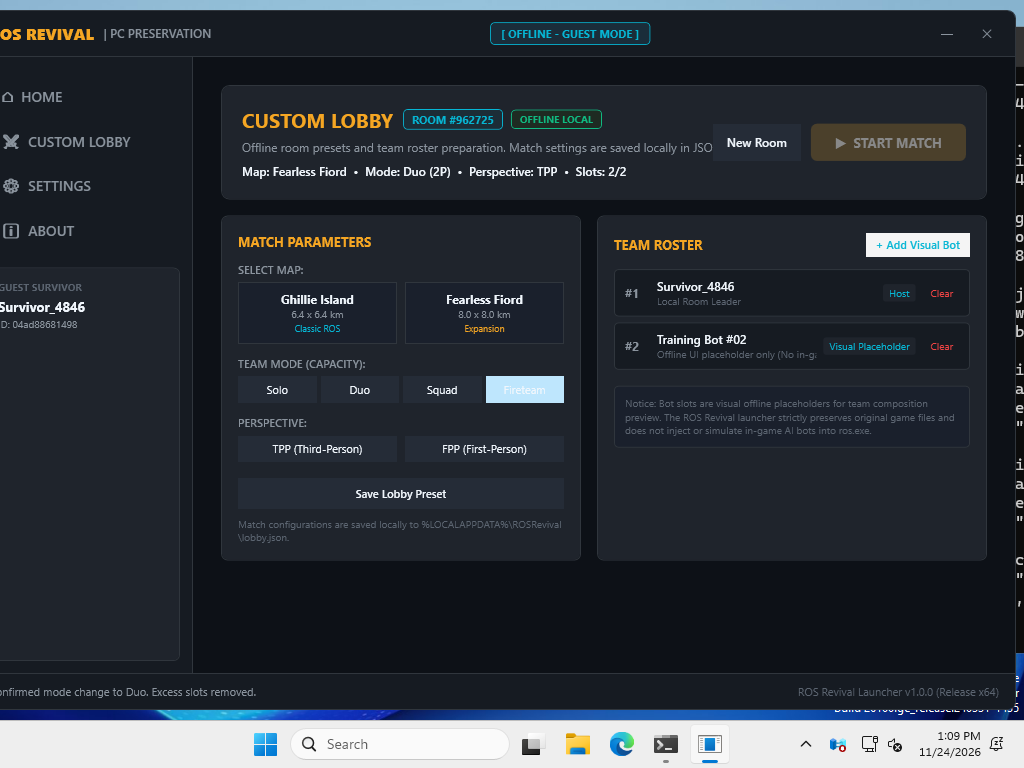 OS REVIVAL | PC PRESERVATION
[ OFFLINE - GUEST MODE ]
HOME
CUSTOM LOBBY
SETTINGS
ABOUT
GUEST SURVIVOR
Survivor_4846
ID: 04ad88681498
CUSTOM LOBBY
ROOM #962725
OFFLINE LOCAL
Offline room presets and team roster preparation. Match settings are saved locally in JSO
Map: Fearless Fiord • Mode: Duo (2P) • Perspective: TPP • Slots: 2/2
New Room
START MATCH
MATCH PARAMETERS
SELECT MAP:
Ghillie Island
6.4 x 6.4 km
Classic ROS
Fearless Fiord
8.0 x 8.0 km
Expansion
TEAM MODE (CAPACITY):
Solo
Duo
Squad
Fireteam
PERSPECTIVE:
TPP (Third-Person)
FPP (First-Person)
Save Lobby Preset
Match configurations are saved locally to %LOCALAPPDATA%\ROSRevival
\lobby.json.
TEAM ROSTER
+ Add Visual Bot
#1
Survivor_4846
Local Room Leader
Host
Clear
#2
Training Bot #02
Offline UI placeholder only (No in-ga
Visual Placeholder
Clear
Notice: Bot slots are visual offline placeholders for team composition
preview. The ROS Revival launcher strictly preserves original game files and
does not inject or simulate in-game AI bots into ros.exe.
onfirmed mode change to Duo. Excess slots removed.
ROS Revival Launcher v1.0.0 (Release x64)
Search
1:09 PM
11/24/2026